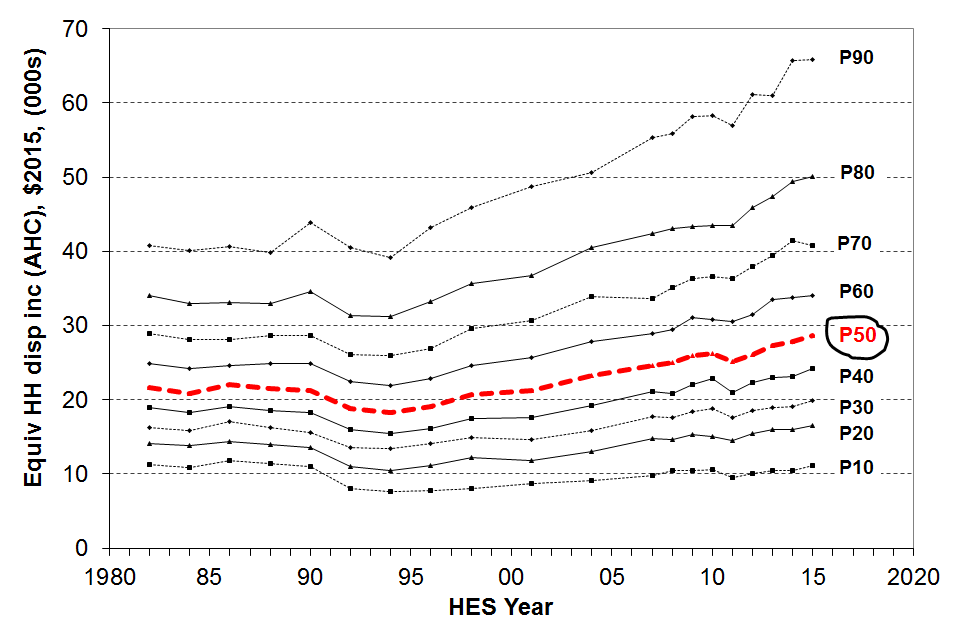 Equiv HH disp inc (AHC), $2015, (000s)
70
60
50
40
30
20
10
0
P90
P80
P70
P60
P50
P40
P30
P20
P10
1980 85 90 95 00 05 10 15 2020
HES Year